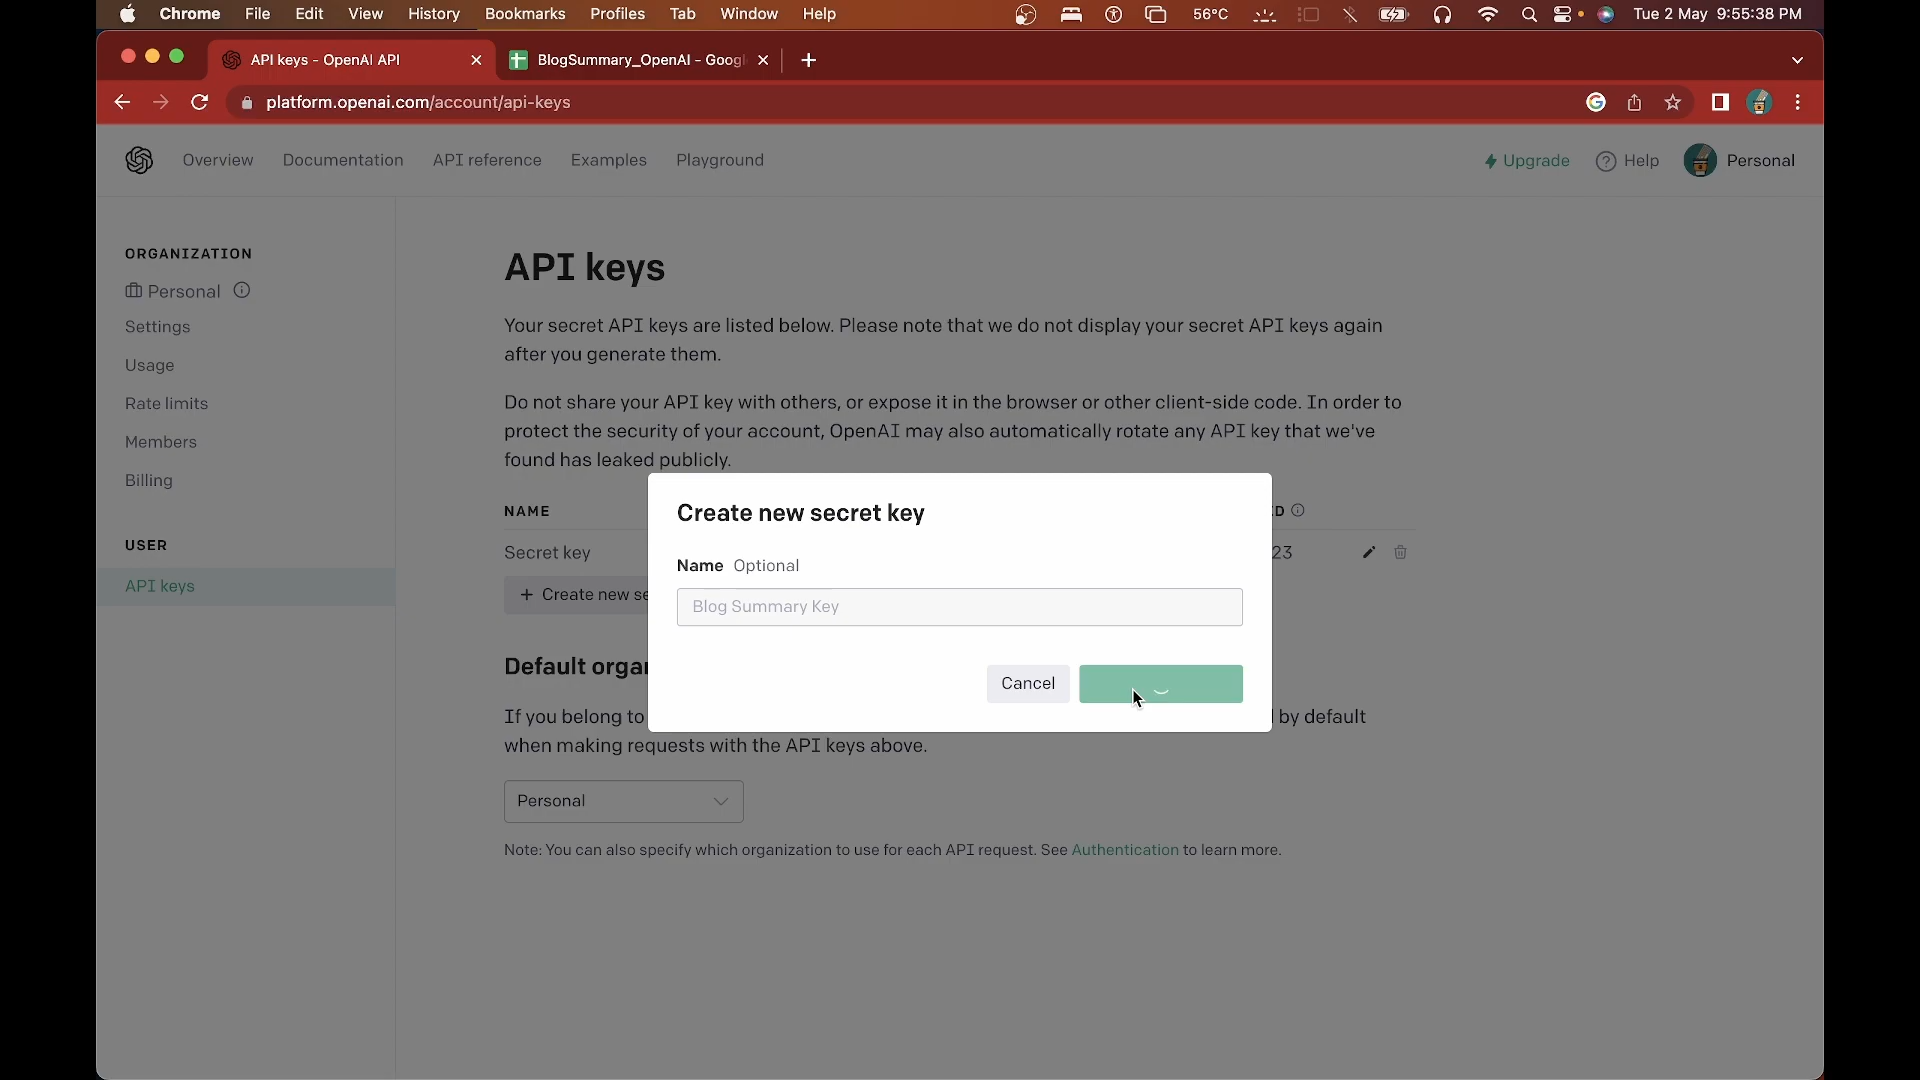 Chrome File Edit View History Bookmarks Profiles Tab Window Help 56°C Tue 2 May 9:55:38 PM
API keys - OpenAI API BlogSummary_OpenAI - Googl
platform.openai.com/account/api-keys
Overview Documentation API reference Examples Playground Upgrade Help Personal
ORGANIZATION
Personal
Settings
Usage
Rate limits
Members
Billing
USER
API keys
API keys
Your secret API keys are listed below. Please note that we do not display your secret API keys again
after you generate them.
Do not share your API key with others, or expose it in the browser or other client-side code. In order to
protect the security of your account, OpenAI may also automatically rotate any API key that we've
found has leaked publicly.
NAME
Secret key 23
+ Create new se
Create new secret key
Name Optional
Blog Summary Key
Cancel
Default orga
If you belong to by default
when making requests with the API keys above.
Personal
Note: You can also specify which organization to use for each API request. See Authentication to learn more.